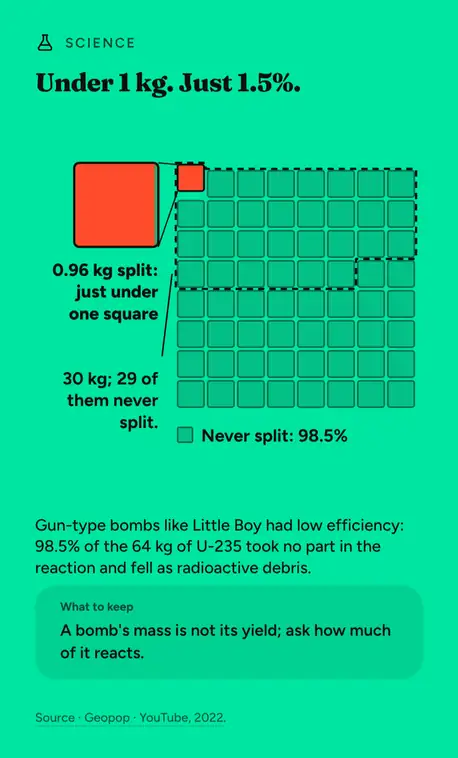 SCIENCE
Under 1 kg. Just 1.5%.
0.96 kg split:
just under
one square
30 kg; 29 of
them never
split.
Never split: 98.5%
Gun-type bombs like Little Boy had low efficiency:
98.5% of the 64 kg of U-235 took no part in the
reaction and fell as radioactive debris.
What to keep
A bomb's mass is not its yield; ask how much
of it reacts.
Source · Geopop · YouTube, 2022.